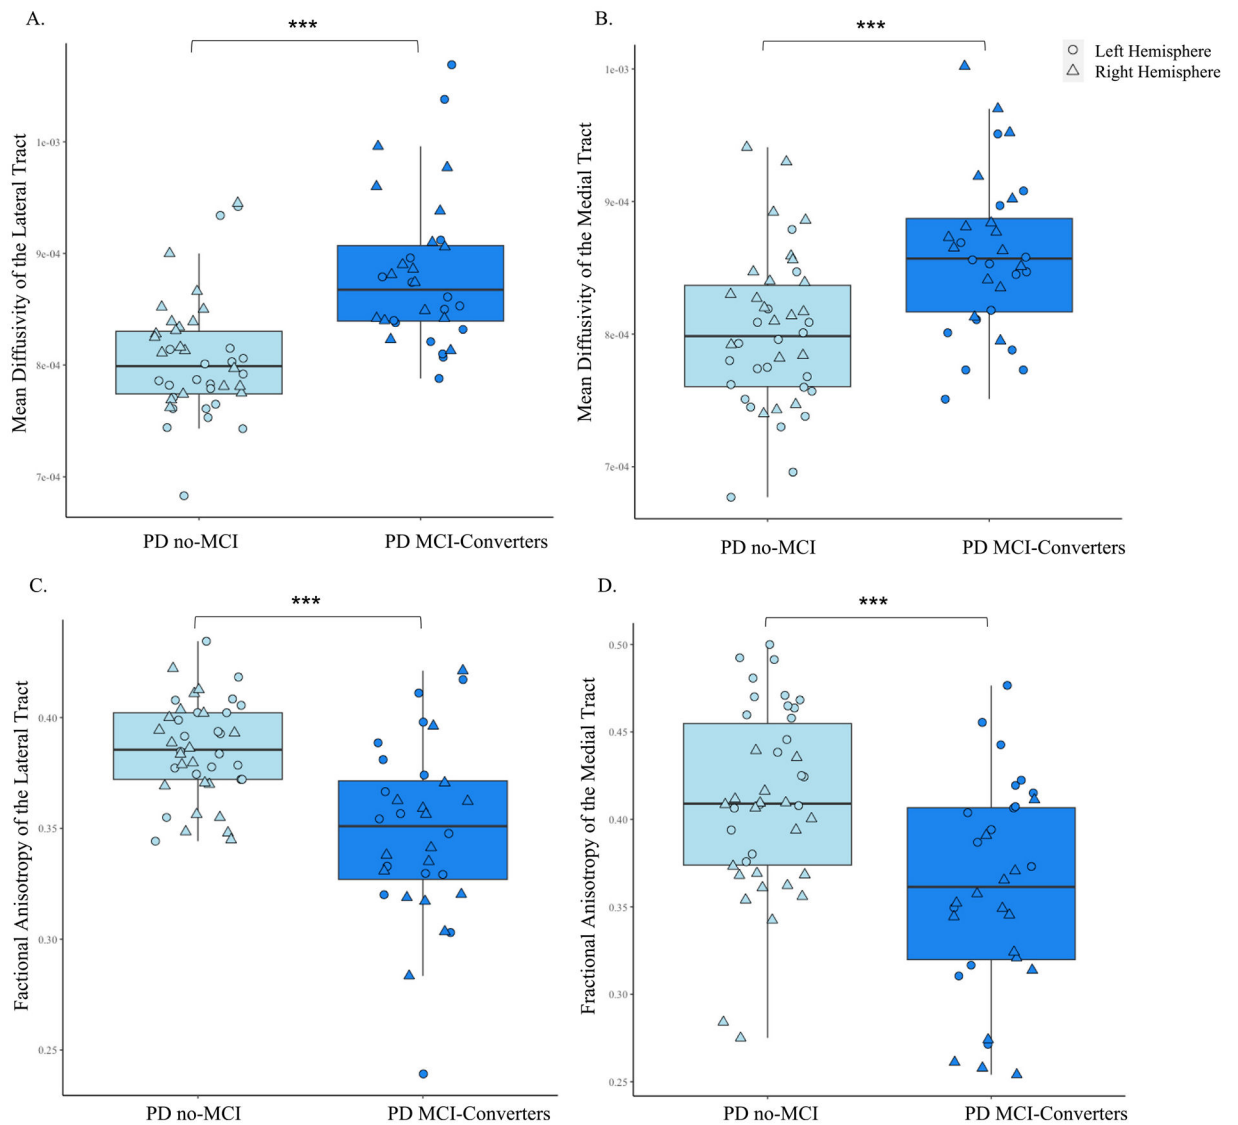 A.
***
Mean Diffusivity of the Lateral Tract
1e-03
9e-04
8e-04
7e-04
PD no-MCI
PD MCI-Converters
B.
***
Left Hemisphere
Right Hemisphere
Mean Diffusivity of the Medial Tract
1e-03
9e-04
8e-04
7e-04
PD no-MCI
PD MCI-Converters
C.
***
Factional Anisotropy of the Lateral Tract
0.40
0.35
0.30
0.25
PD no-MCI
PD MCI-Converters
D.
***
Fractional Anisotropy of the Medial Tract
0.50
0.45
0.40
0.35
0.30
0.25
PD no-MCI
PD MCI-Converters